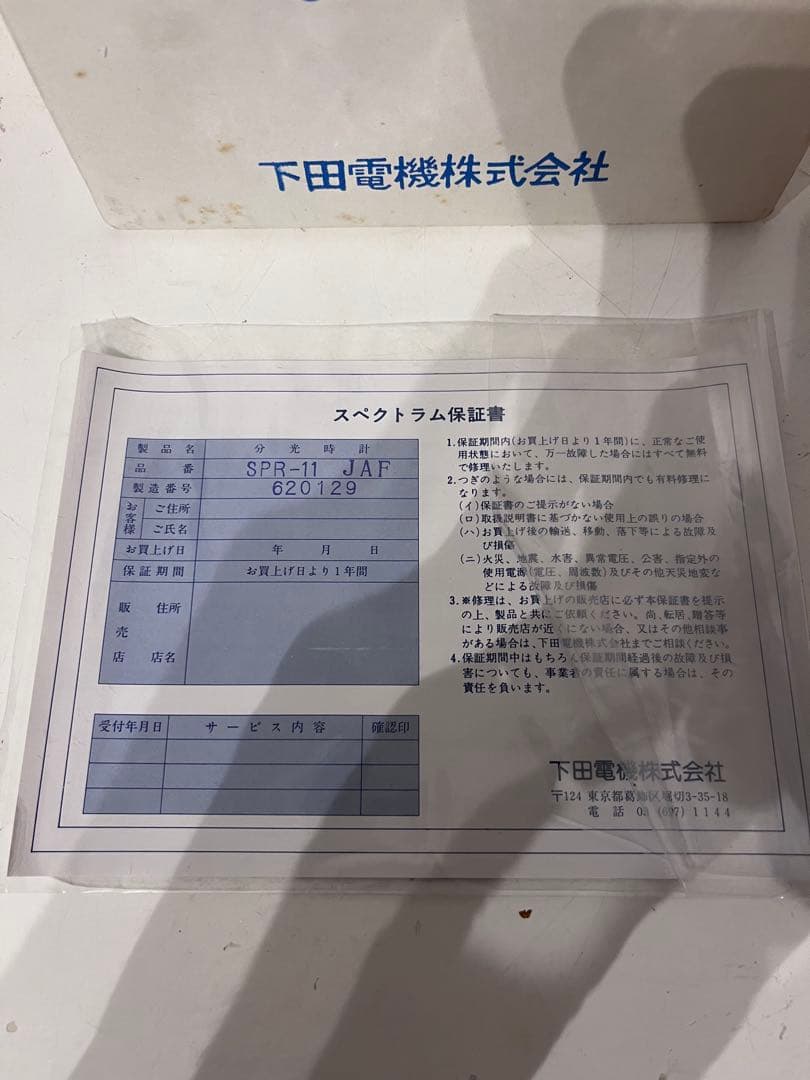 下田電機株式会社
スペクトラム保証書
製品名 分光時計
品番 SPR-11 JAF
製造番号 620129
お客様 ご住所
ご氏名
お買上げ日 年 月 日
保証期間 お買上げ日より1年間
販売店 住所
店名
受付年月日 サービス内容 確認印
1.保証期間内(お買上げ日より1年間)に、正常なご使
用状態において、万一故障した場合にはすべて無料
で修理いたします。
2.つぎのような場合には、保証期間内でも有料修理に
なります。
(イ)保証書のご提示がない場合
(ロ)取扱説明書に基づかない使用上の誤りの場合
(ハ)お買上げ後の輸送、移動、落下等による故障及
び損傷
(ニ)火災、地震、水害、異常電圧、公害、指定外の
使用電源(電圧、周波数)及びその他天災地変な
どによる故障及び損傷
3.※修理は、お買上げの販売店に必ず本保証書を提示
の上、製品と共にご依頼ください。尚、転居、贈答等
により販売店が近くにない場合、又はその他相談事
がある場合は、下田電機株式会社までご相談ください。
4.保証期間中はもちろん保証期間経過後の故障及び損
害についても、事業者の責任に属する場合は、その
責任を負います。
下田電機株式会社
〒124 東京都葛飾区堀切3-35-18
電話 03(697)1144